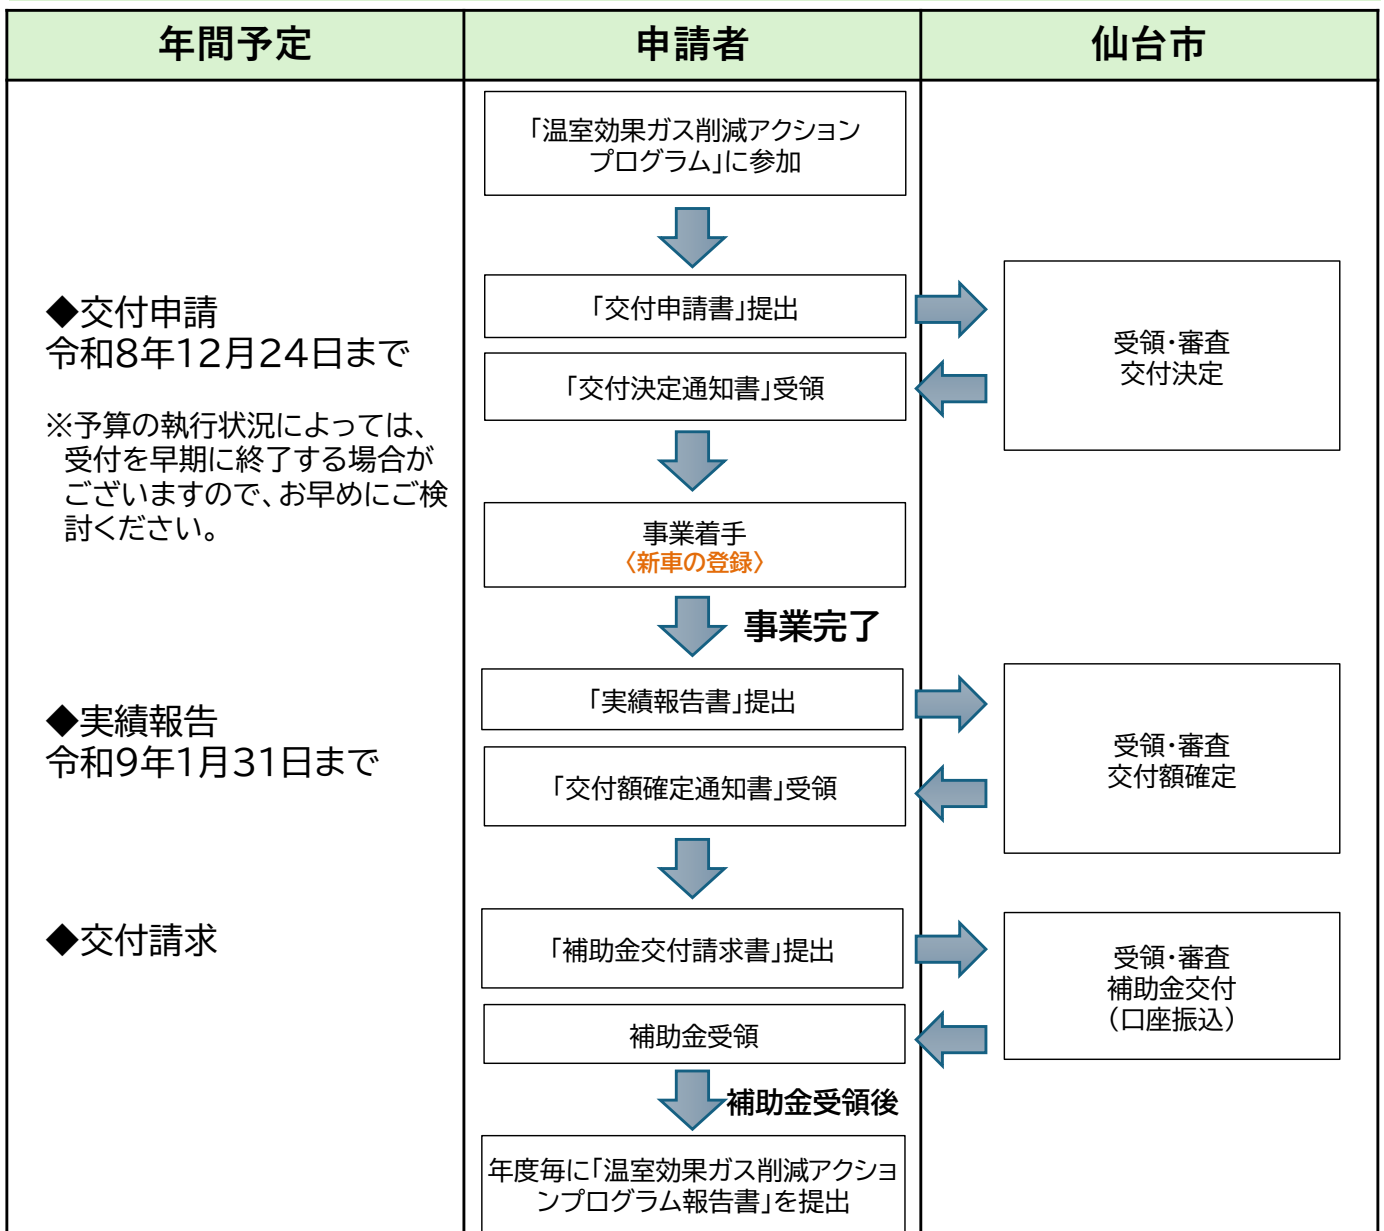 年間予定
申請者
仙台市
「温室効果ガス削減アクション
プログラム」に参加
◆交付申請
令和8年12月24日まで
※予算の執行状況によっては、
受付を早期に終了する場合が
ございますので、お早めにご検
討ください。
「交付申請書」提出
「交付決定通知書」受領
受領・審査
交付決定
事業着手
〈新車の登録〉
事業完了
◆実績報告
令和9年1月31日まで
「実績報告書」提出
「交付額確定通知書」受領
受領・審査
交付額確定
◆交付請求
「補助金交付請求書」提出
補助金受領
受領・審査
補助金交付
（口座振込）
補助金受領後
年度毎に「温室効果ガス削減アクショ
ンプログラム報告書」を提出